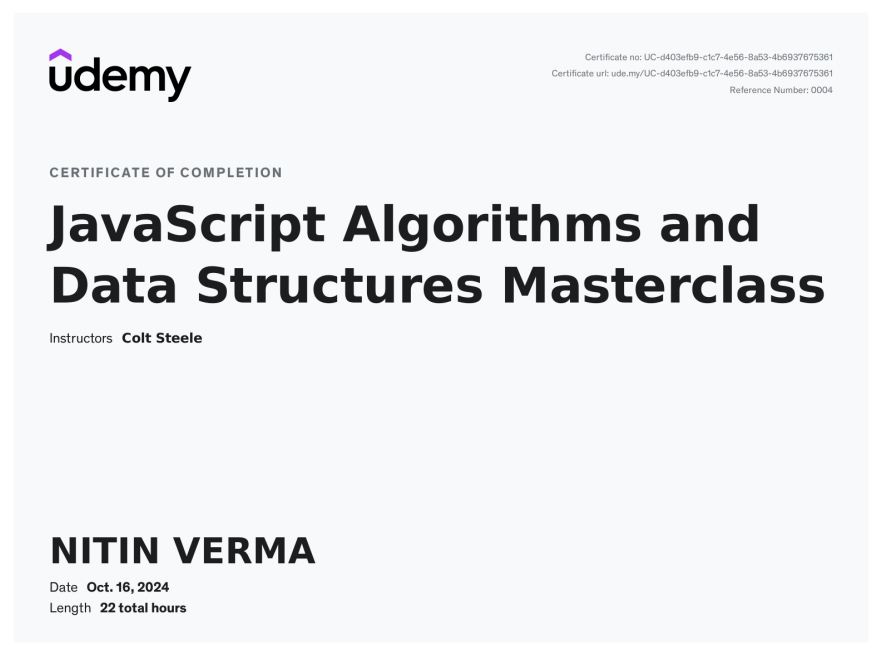 udemy
Certificate no: UC-d403efb9-c1c7-4e56-8a53-4b6937675361
Certificate url: ude.my/UC-d403efb9-c1c7-4e56-8a53-4b6937675361
Reference Number: 0004
CERTIFICATE OF COMPLETION
JavaScript Algorithms and
Data Structures Masterclass
Instructors Colt Steele
NITIN VERMA
Date Oct. 16, 2024
Length 22 total hours